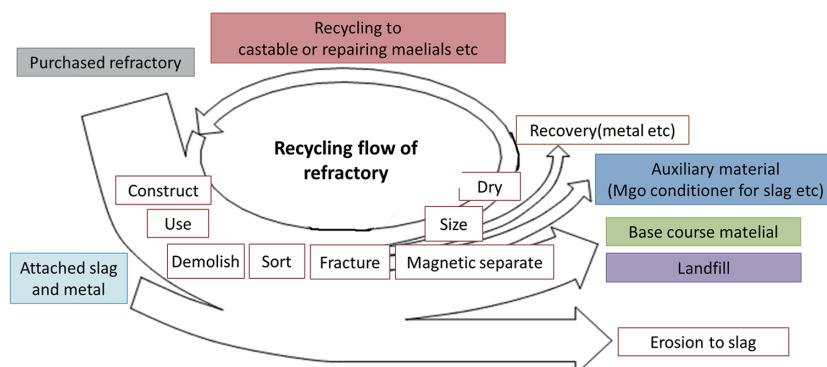 Recycling to
castable or repairing maelials etc
Purchased refractory
Recycling flow of
refractory
Recovery(metal etc)
Auxiliary material
(Mgo conditioner for slag etc)
Construct
Dry
Use
Size
Base course matelial
Demolish
Sort
Fracture
Magnetic separate
Landfill
Attached slag
and metal
Erosion to slag